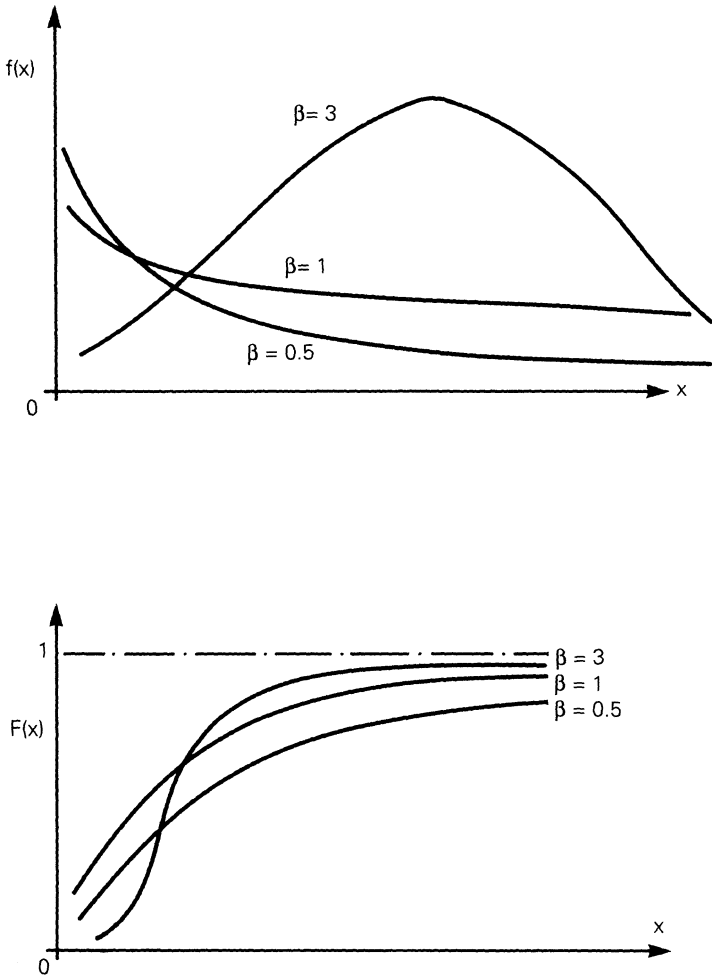 f(x)
β= 3
β= 1
β = 0.5
x
0
1
β = 3
β = 1
β = 0.5
F(x)
x
0